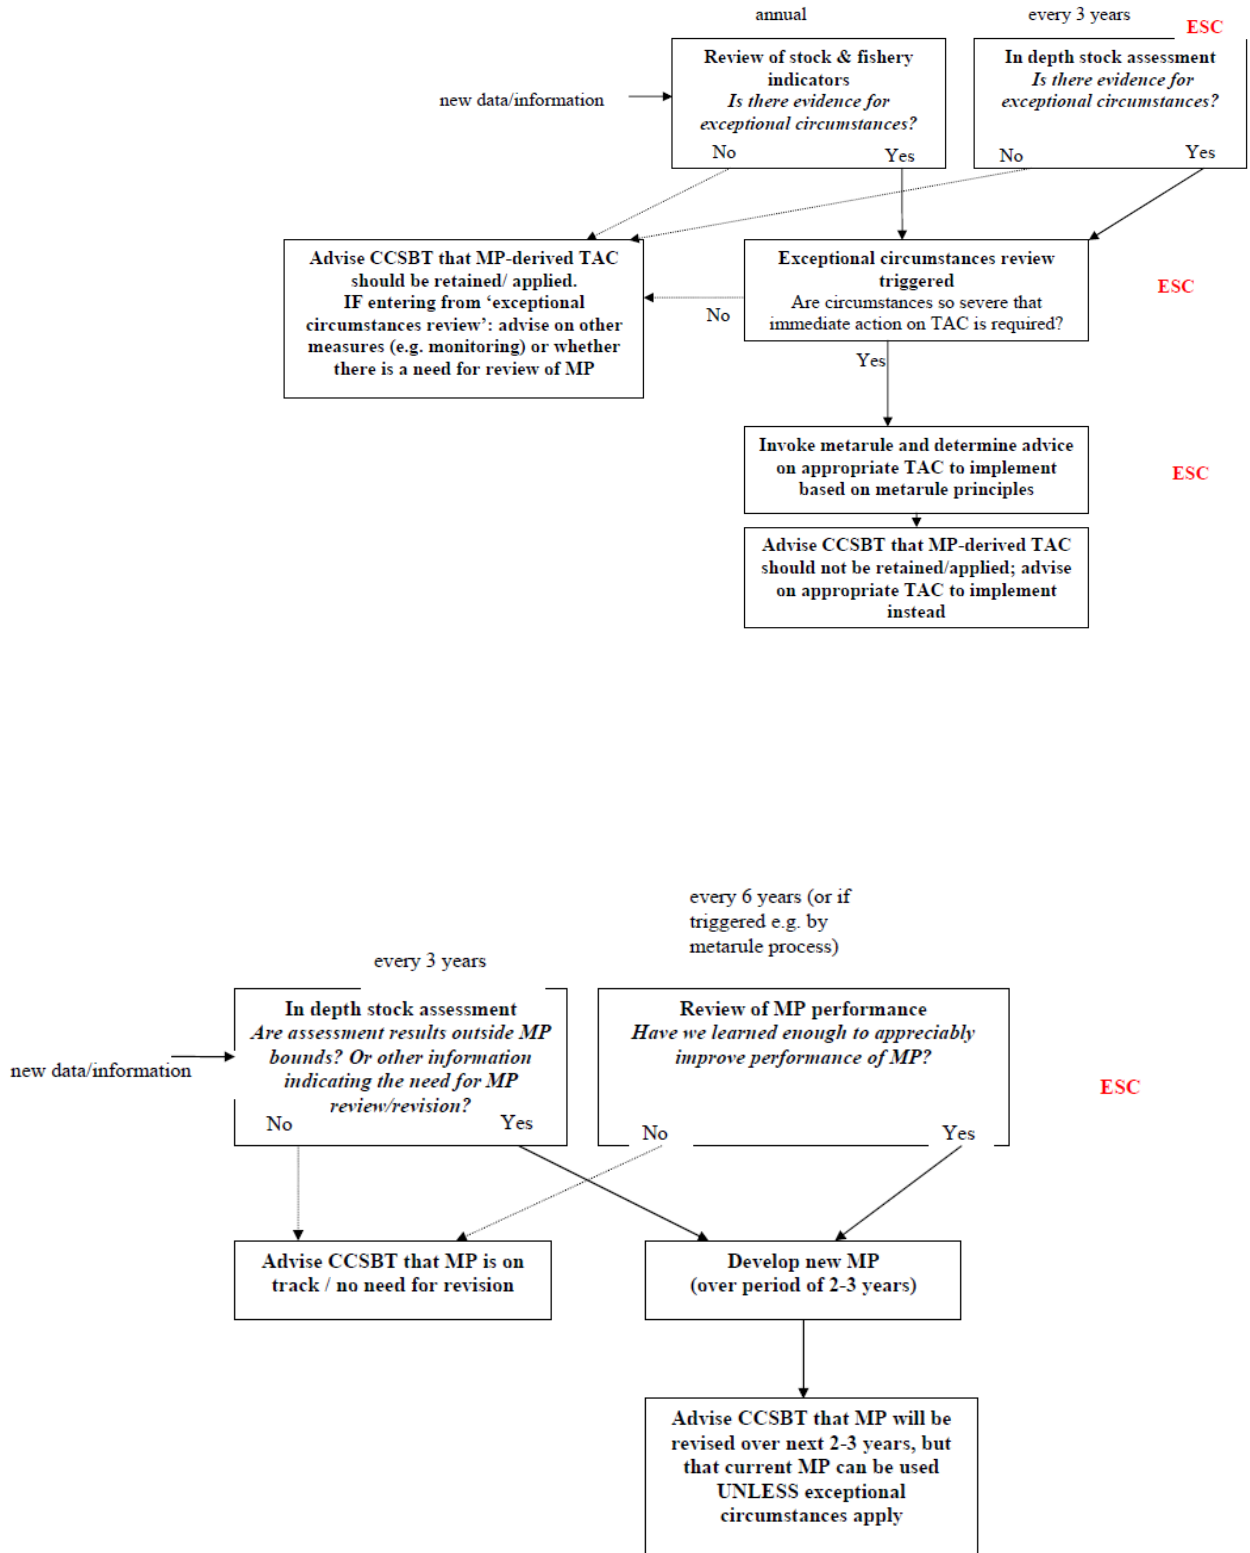 annual
every 3 years
ESC
Review of stock & fishery
indicators
Is there evidence for
exceptional circumstances?
No
Yes
In depth stock assessment
Is there evidence for
exceptional circumstances?
No
Yes
new data/information
Advise CCSBT that MP-derived TAC
should be retained/ applied.
IF entering from ‘exceptional
circumstances review’: advise on other
measures (e.g. monitoring) or whether
there is a need for review of MP
Exceptional circumstances review
triggered
Are circumstances so severe that
immediate action on TAC is required?
ESC
No
Yes
Invoke metarule and determine advice
on appropriate TAC to implement
based on metarule principles
ESC
Advise CCSBT that MP-derived TAC
should not be retained/applied; advise
on appropriate TAC to implement
instead
every 6 years (or if
triggered e.g. by
metarule process)
every 3 years
In depth stock assessment
Are assessment results outside MP
bounds? Or other information
indicating the need for MP
review/revision?
No
Yes
Review of MP performance
Have we learned enough to appreciably
improve performance of MP?
No
Yes
new data/information
ESC
Advise CCSBT that MP is on
track / no need for revision
Develop new MP
(over period of 2-3 years)
Advise CCSBT that MP will be
revised over next 2-3 years, but
that current MP can be used
UNLESS exceptional
circumstances apply